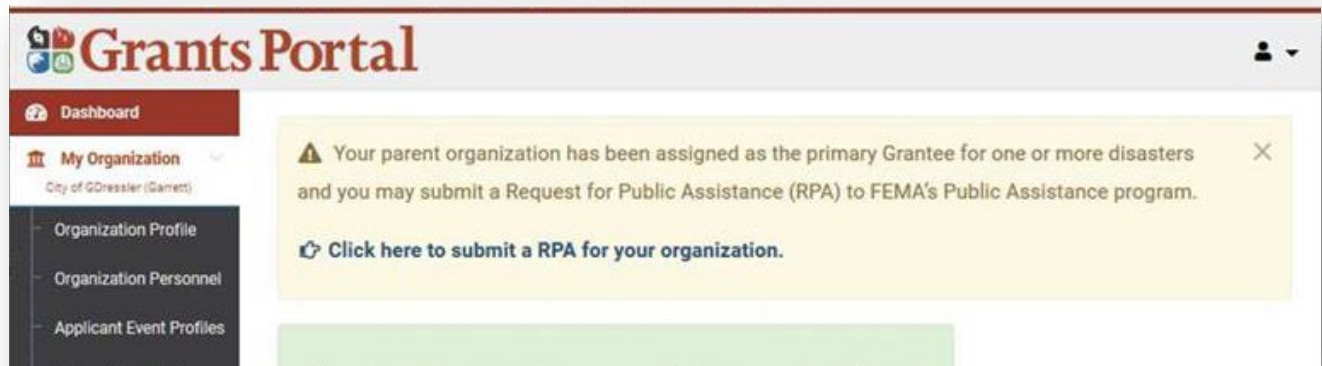 Grants Portal
Dashboard
My Organization
City of GDressler (Garrett)
Organization Profile
Organization Personnel
Applicant Event Profiles
Your parent organization has been assigned as the primary Grantee for one or more disasters
and you may submit a Request for Public Assistance (RPA) to FEMA's Public Assistance program.
Click here to submit a RPA for your organization.